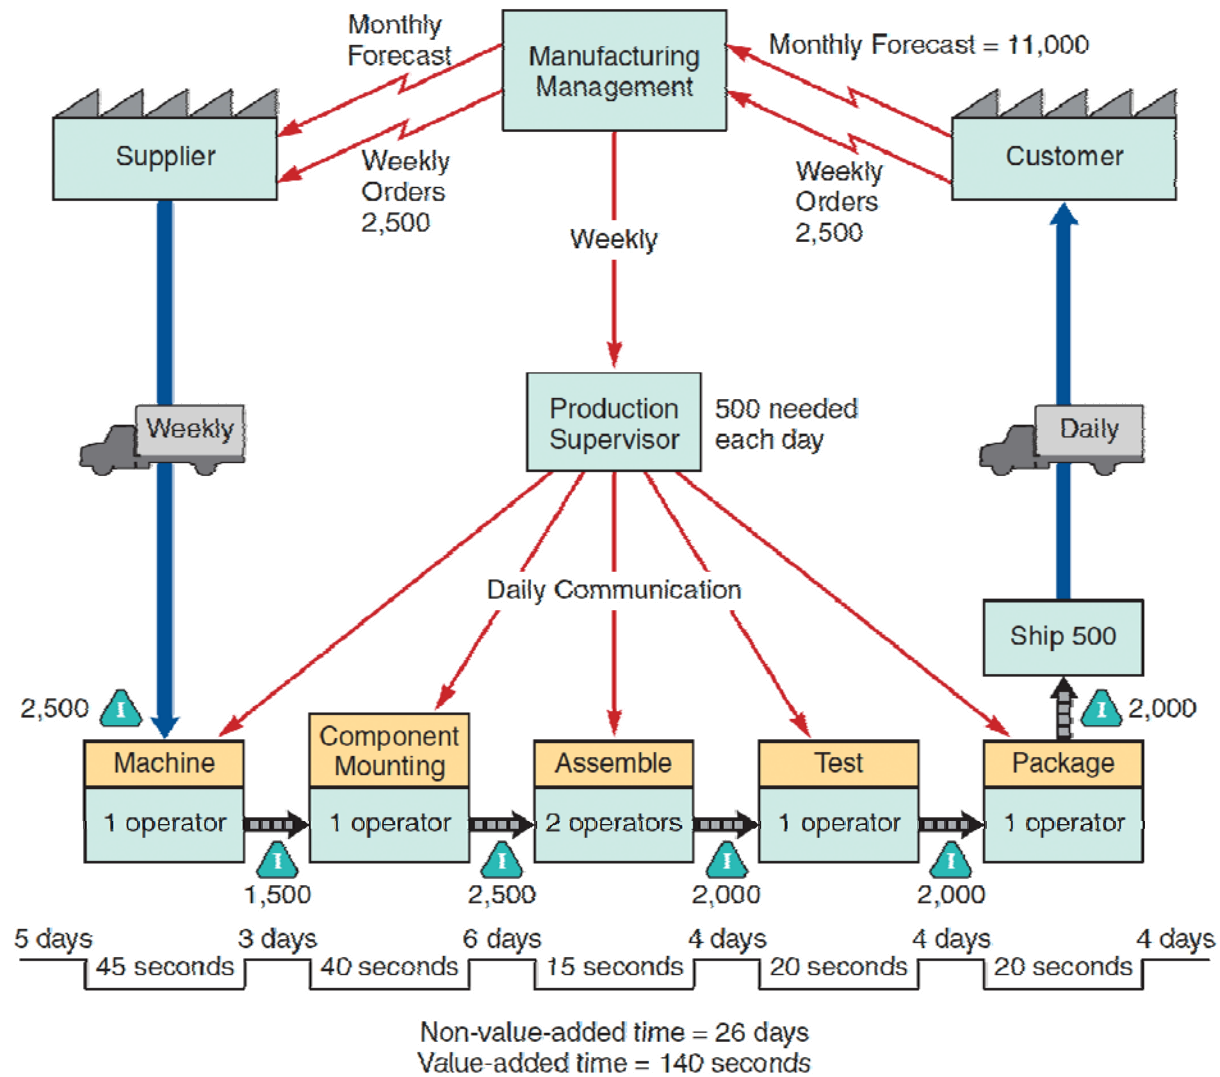 Monthly
Forecast
Manufacturing
Management
Monthly Forecast = 11,000
Supplier
Customer
Weekly
Orders
2,500
Weekly
Orders
2,500
Weekly
Weekly
Production
Supervisor
500 needed
each day
Daily
Daily Communication
Ship 500
2,500
I
I
2,000
Machine
Component
Mounting
Assemble
Test
Package
1 operator
1 operator
2 operators
1 operator
1 operator
I
I
I
I
1,500
2,500
2,000
2,000
5 days
3 days
6 days
4 days
4 days
4 days
45 seconds
40 seconds
15 seconds
20 seconds
20 seconds
Non-value-added time = 26 days
Value-added time = 140 seconds